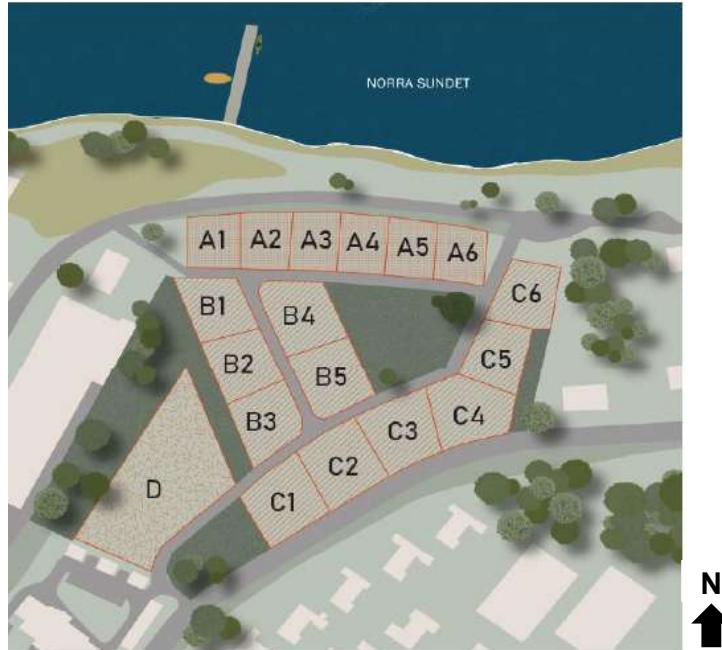 NORRA SUNDET
A1 A2 A3 A4 A5 A6
B1 B4 C6
B2 B5 C5
B3 C3 C4
C2
D C1
N